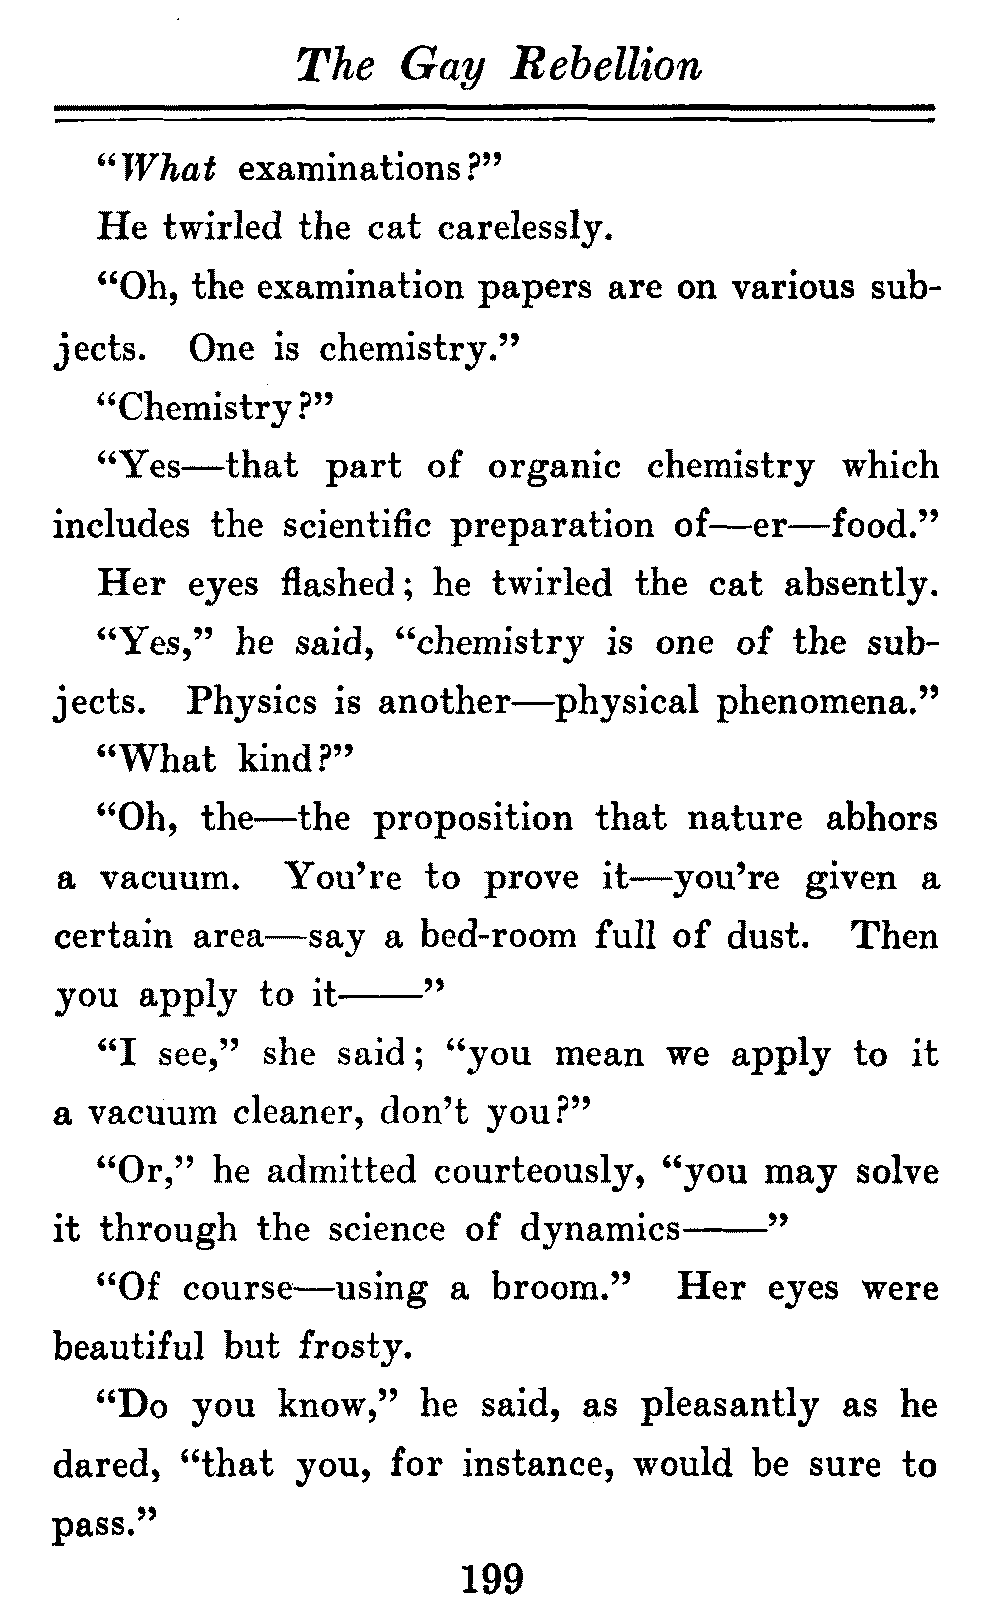 The Gay Rebellion
“What examinations?”
He twirled the cat carelessly.
“Oh, the examination papers are on various sub-
jects. One is chemistry.”
“Chemistry?”
“Yes—that part of organic chemistry which
includes the scientific preparation of—er—food.”
Her eyes flashed; he twirled the cat absently.
“Yes,” he said, “chemistry is one of the sub-
jects. Physics is another—physical phenomena.”
“What kind?”
“Oh, the—the proposition that nature abhors
a vacuum. You’re to prove it—you’re given a
certain area—say a bed-room full of dust. Then
you apply to it——”
“I see,” she said; “you mean we apply to it
a vacuum cleaner, don’t you?”
“Or,” he admitted courteously, “you may solve
it through the science of dynamics——”
“Of course—using a broom.” Her eyes were
beautiful but frosty.
“Do you know,” he said, as pleasantly as he
dared, “that you, for instance, would be sure to
pass.”
199